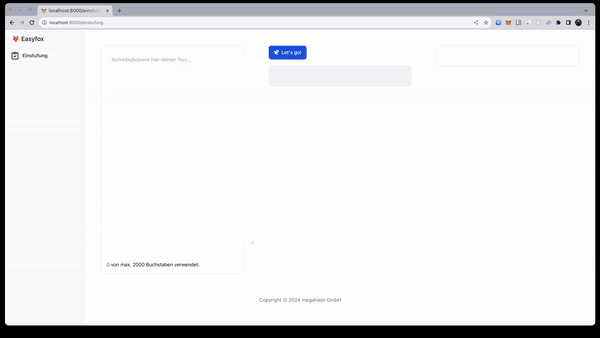 localhost:8000/einstufung
localhost:8000/einstufung
Easyfox
Einstufung
Schreibe/kopiere hier deinen Text...
Let's go!
0 von max. 2000 Buchstaben verwendet.
Copyright © 2024 megahash GmbH